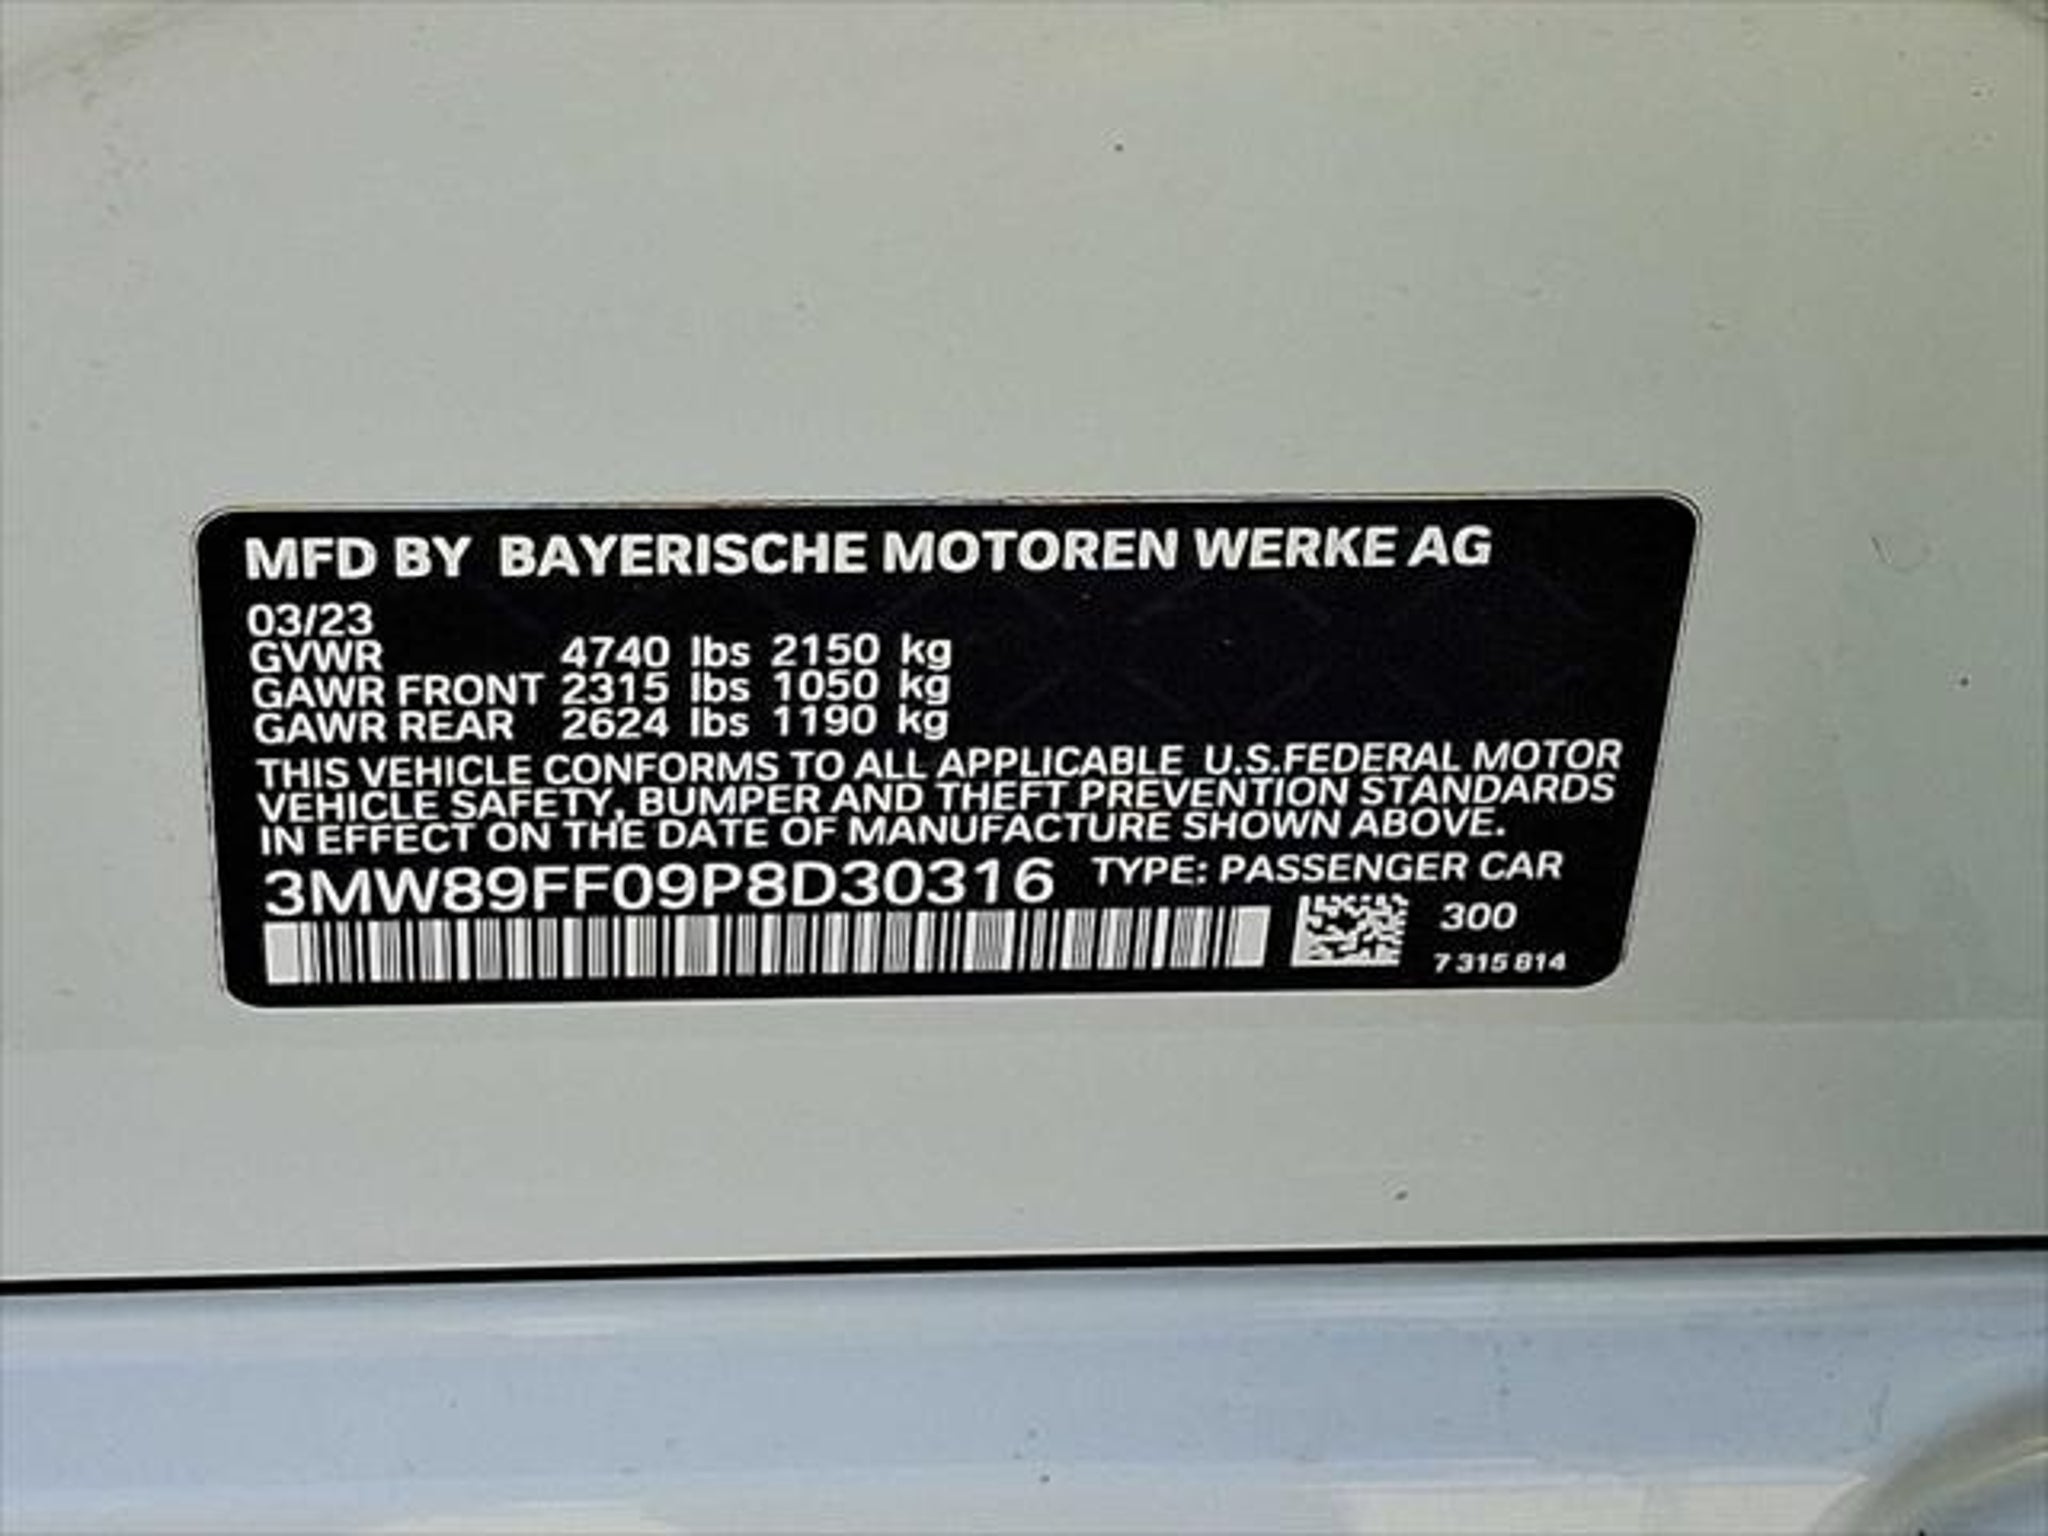 MFD BY BAYERISCHE MOTOREN WERKE AG
03/23
GVWR 4740 lbs 2150 kg
GAWR FRONT 2315 lbs 1050 kg
GAWR REAR 2624 lbs 1190 kg
THIS VEHICLE CONFORMS TO ALL APPLICABLE U.S.FEDERAL MOTOR
VEHICLE SAFETY, BUMPER AND THEFT PREVENTION STANDARDS
IN EFFECT ON THE DATE OF MANUFACTURE SHOWN ABOVE.
3MW89FF09P8D30316 TYPE: PASSENGER CAR
300
7 315 814